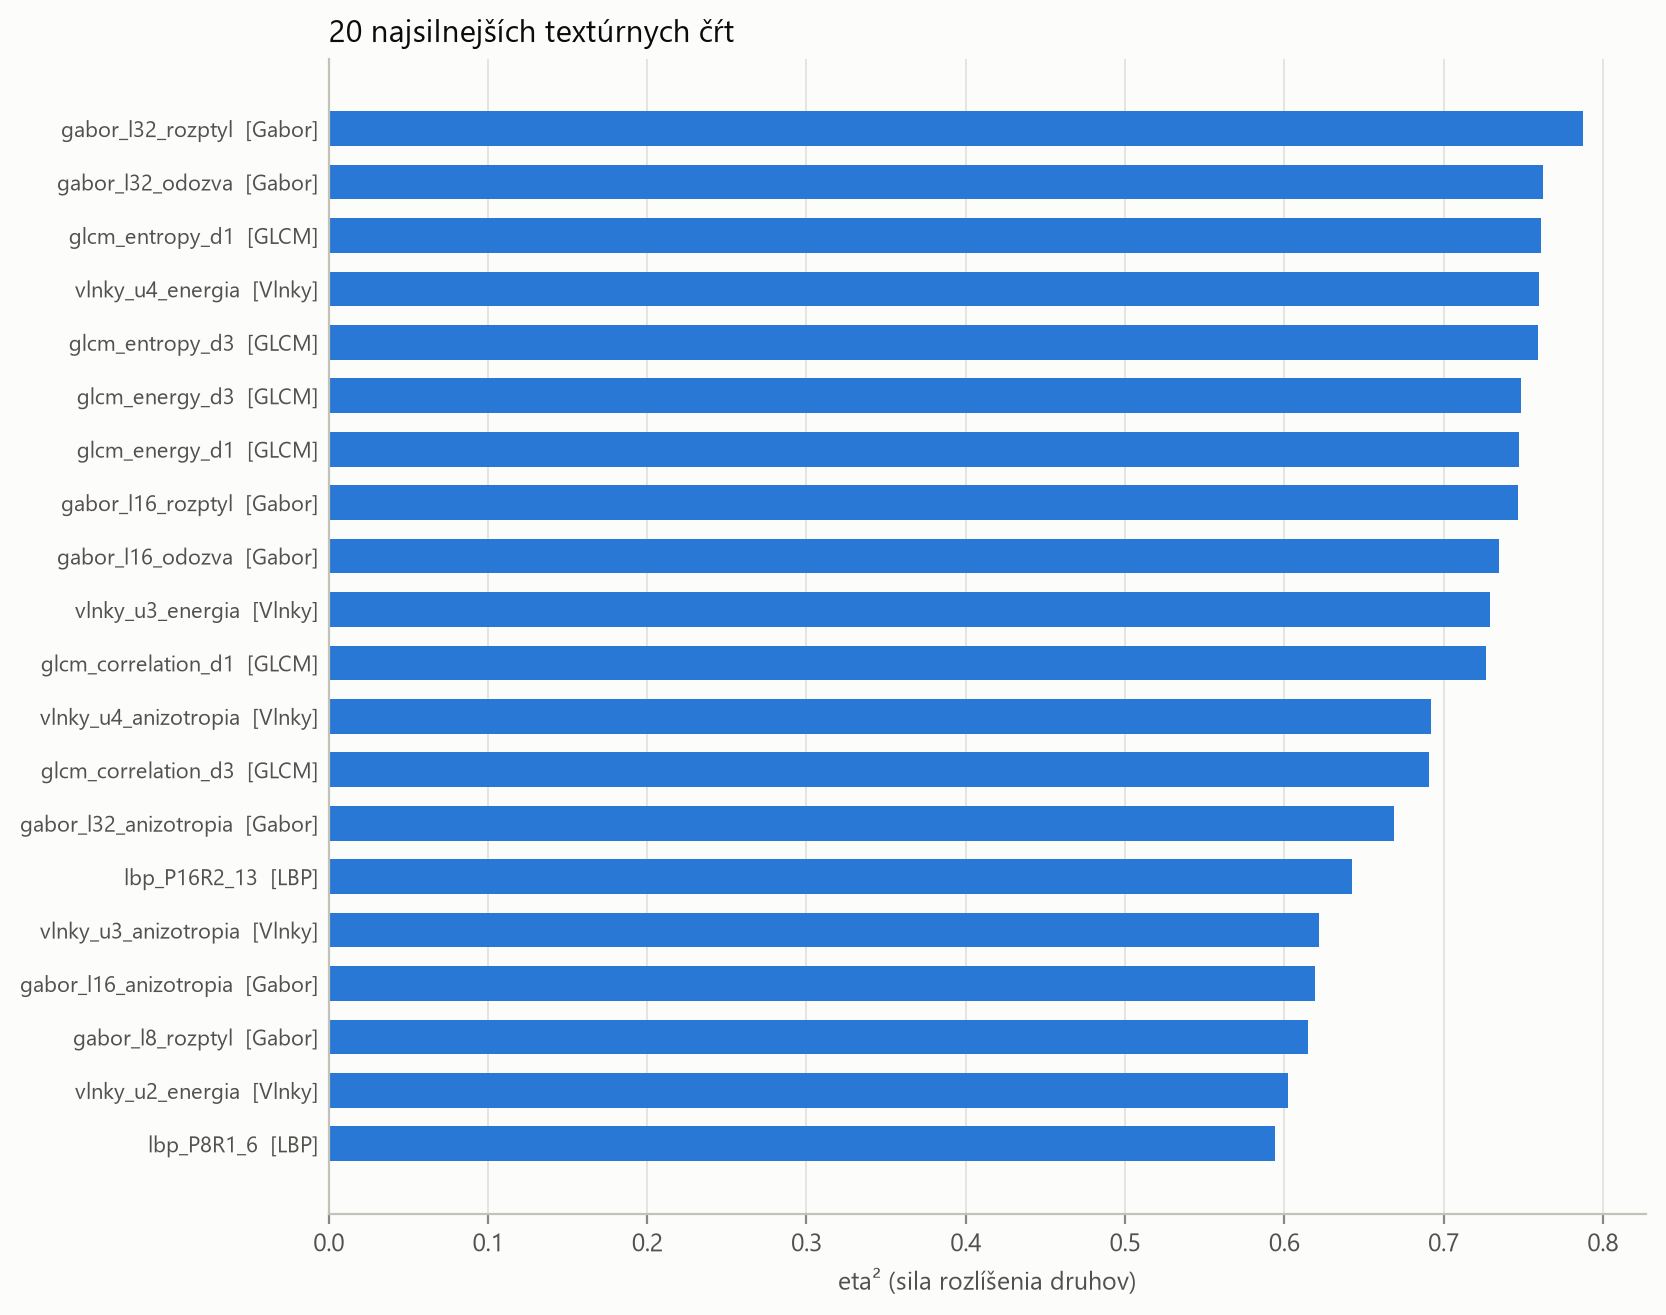 20 najsilnejších textúrnych čŕt
gabor_l32_rozptyl [Gabor]
gabor_l32_odozva [Gabor]
glcm_entropy_d1 [GLCM]
vlnky_u4_energia [Vlnky]
glcm_entropy_d3 [GLCM]
glcm_energy_d3 [GLCM]
glcm_energy_d1 [GLCM]
gabor_l16_rozptyl [Gabor]
gabor_l16_odozva [Gabor]
vlnky_u3_energia [Vlnky]
glcm_correlation_d1 [GLCM]
vlnky_u4_anizotropia [Vlnky]
glcm_correlation_d3 [GLCM]
gabor_l32_anizotropia [Gabor]
lbp_P16R2_13 [LBP]
vlnky_u3_anizotropia [Vlnky]
gabor_l16_anizotropia [Gabor]
gabor_l8_rozptyl [Gabor]
vlnky_u2_energia [Vlnky]
lbp_P8R1_6 [LBP]
0.0 0.1 0.2 0.3 0.4 0.5 0.6 0.7 0.8
eta² (sila rozlíšenia druhov)